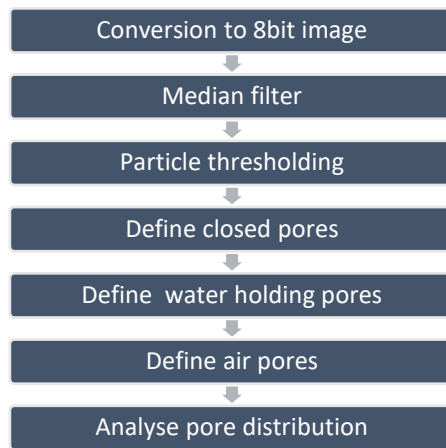 Conversion to 8bit image
Median filter
Particle thresholding
Define closed pores
Define  water holding pores
Define air pores
Analyse pore distribution